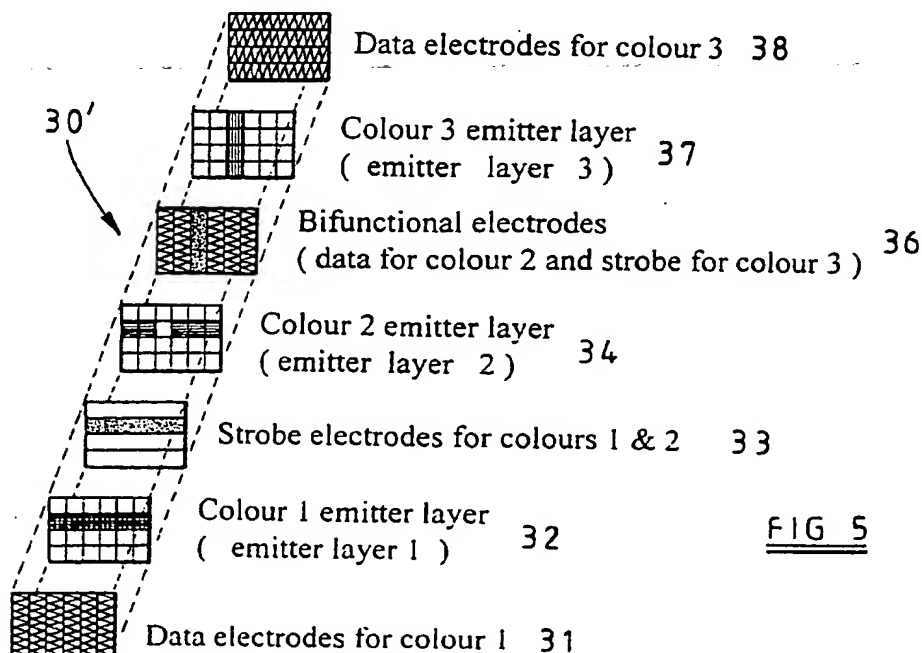 Data electrodes for colour 3 38
30'
Colour 3 emitter layer
( emitter layer 3 ) 37
Bifunctional electrodes
( data for colour 2 and strobe for colour 3 ) 36
Colour 2 emitter layer
( emitter layer 2 ) 34
Strobe electrodes for colours 1 & 2 33
Colour 1 emitter layer
( emitter layer 1 ) 32
FIG 5
Data electrodes for colour 1 31